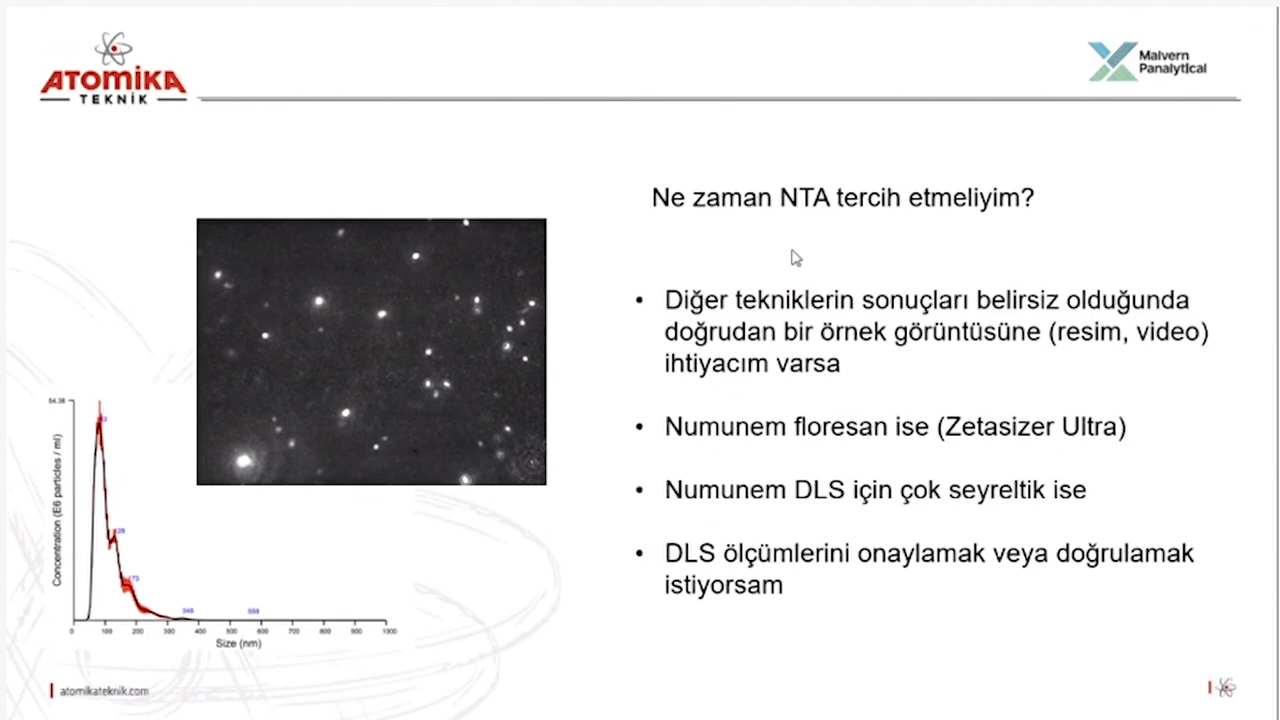 ATOMİKA
TEKNİK
Malvern
Panalytical
Ne zaman NTA tercih etmeliyim?
• Diğer tekniklerin sonuçları belirsiz olduğunda
doğrudan bir örnek görüntüsüne (resim, video)
ihtiyacım varsa
• Numunem floresan ise (Zetasizer Ultra)
• Numunem DLS için çok seyreltik ise
• DLS ölçümlerini onaylamak veya doğrulamak
istiyorsam
54.38
Concentration (E6 particles / ml)
0 100 200 300 400 500 600 700 800 900 1000
Size (nm)
atomikateknik.com